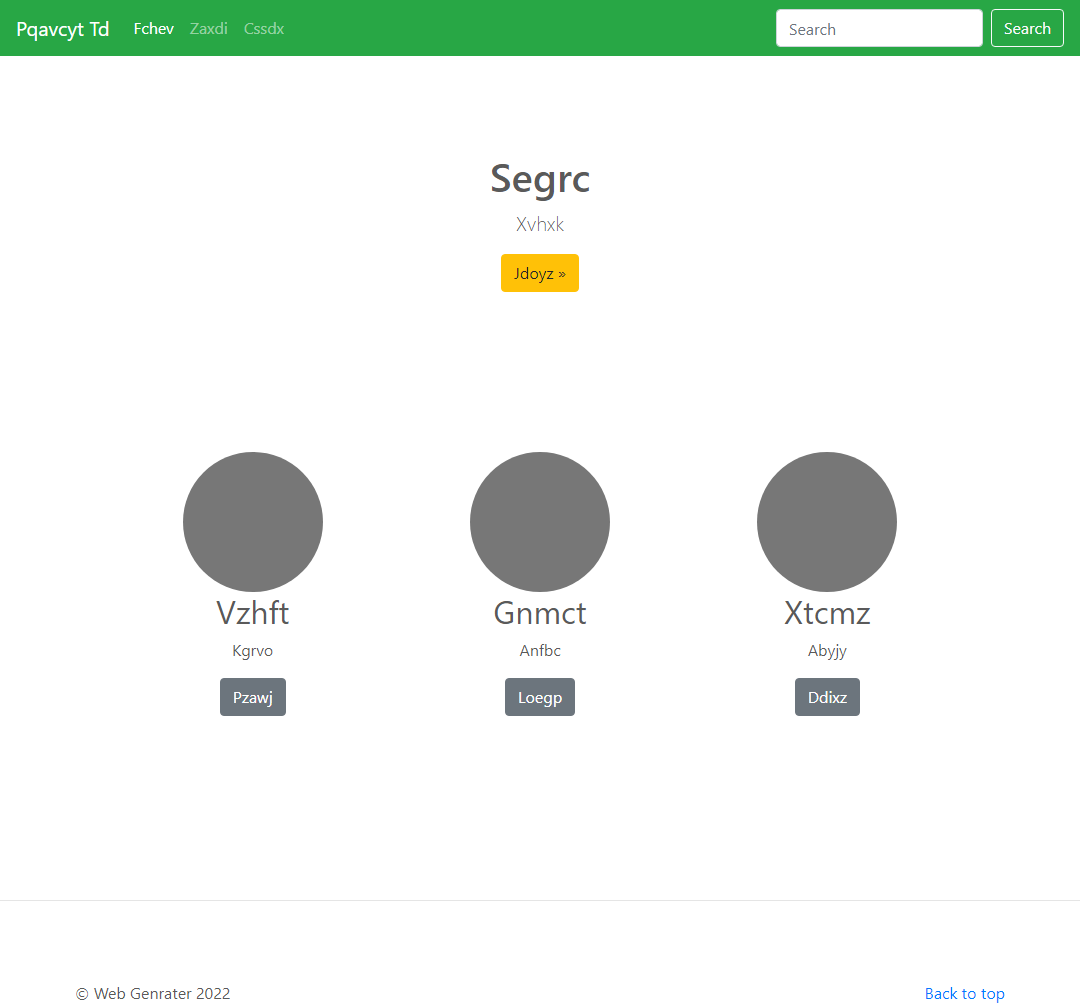 Pqavcyt Td Fchev Zaxdi Cssdx Search Search
Segrc
Xvhxk
Jdoyz »
Vzhft Gnmct Xtcmz
Kgrvo Anfbc Abyjy
Pzawj Loegp Ddixz
© Web Genrater 2022 Back to top